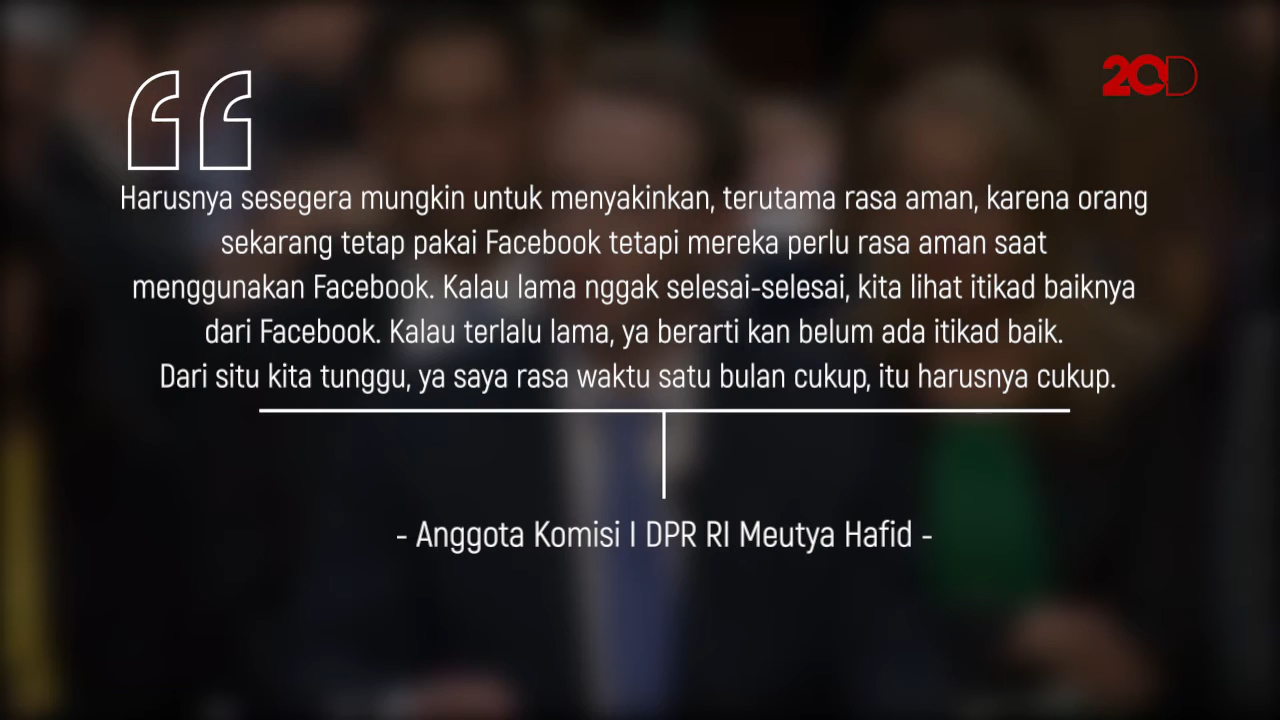 20D
Harusnya sesegera mungkin untuk menyakinkan, terutama rasa aman, karena orang
sekarang tetap pakai Facebook tetapi mereka perlu rasa aman saat
menggunakan Facebook. Kalau lama nggak selesai-selesai, kita lihat itikad baiknya
dari Facebook. Kalau terlalu lama, ya berarti kan belum ada itikad baik.
Dari situ kita tunggu, ya saya rasa waktu satu bulan cukup, itu harusnya cukup.
- Anggota Komisi I DPR RI Meutya Hafid -